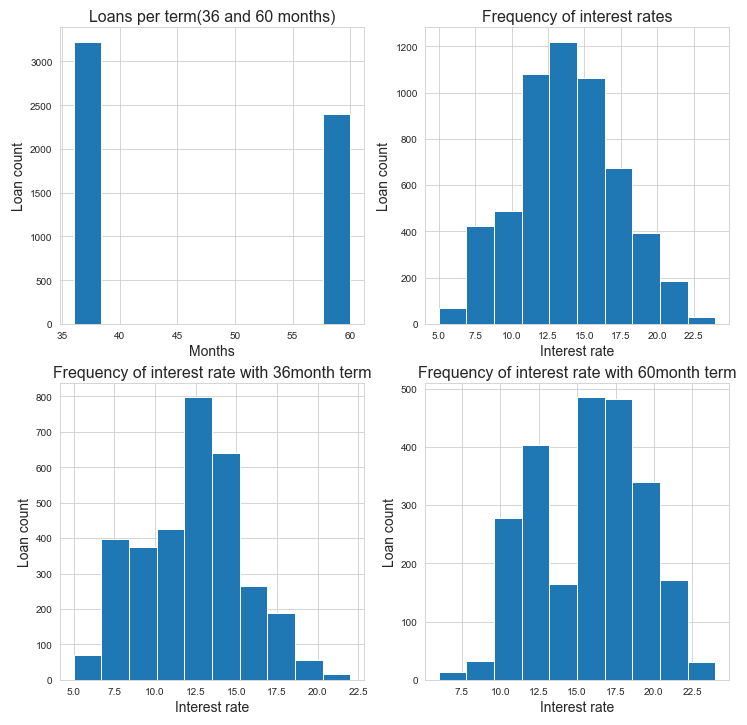 Loans per term(36 and 60 months)
Loan count
3000
2500
2000
1500
1000
500
0
35 40 45 50 55 60
Months
Frequency of interest rates
Loan count
1200
1000
800
600
400
200
0
5.0 7.5 10.0 12.5 15.0 17.5 20.0 22.5
Interest rate
Frequency of interest rate with 36month term
Loan count
800
700
600
500
400
300
200
100
0
5.0 7.5 10.0 12.5 15.0 17.5 20.0 22.5
Interest rate
Frequency of interest rate with 60month term
Loan count
500
400
300
200
100
0
7.5 10.0 12.5 15.0 17.5 20.0 22.5
Interest rate